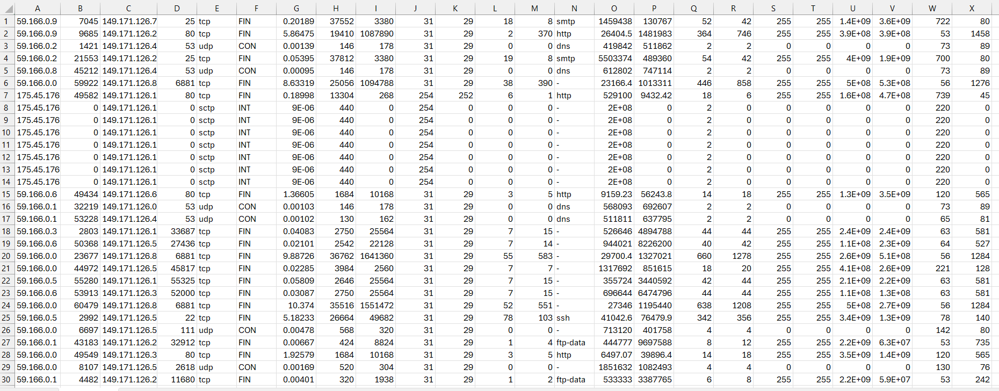 A B C D E F G H I J K L M N O P Q R S T U V W X
1 59.166.0.9 7045 149.171.126.7 25 tcp FIN 0.20189 37552 3380 31 29 18 8 smtp 1459438 130767 52 42 255 255 1.4E+09 3.6E+09 722 80
2 59.166.0.9 9685 149.171.126.2 80 tcp FIN 5.86475 19410 1087890 31 29 2 370 http 26404.5 1481983 364 746 255 255 3.9E+08 3.9E+08 53 1458
3 59.166.0.2 1421 149.171.126.4 53 udp CON 0.00139 146 178 31 29 0 0 dns 419842 511862 2 2 0 0 0 0 73 89
4 59.166.0.2 21553 149.171.126.2 25 tcp FIN 0.05395 37812 3380 31 29 19 8 smtp 5503374 489360 54 42 255 255 4E+09 1.9E+09 700 80
5 59.166.0.8 45212 149.171.126.4 53 udp CON 0.00095 146 178 31 29 0 0 dns 612802 747114 2 2 0 0 0 0 73 89
6 59.166.0.0 59922 149.171.126.8 6881 tcp FIN 8.63319 25056 1094788 31 29 38 390 - 23166.4 1013311 446 858 255 255 5E+08 5.3E+08 56 1276
7 175.45.176 49582 149.171.126.1 80 tcp FIN 0.18998 13304 268 254 252 6 1 http 529100 9432.42 18 6 255 255 1.6E+08 4.7E+08 739 45
8 175.45.176 0 149.171.126.1 0 sctp INT 9E-06 440 0 254 0 0 0 - 2E+08 0 2 0 0 0 0 0 220 0
9 175.45.176 0 149.171.126.1 0 sctp INT 9E-06 440 0 254 0 0 0 - 2E+08 0 2 0 0 0 0 0 220 0
10 175.45.176 0 149.171.126.1 0 sctp INT 9E-06 440 0 254 0 0 0 - 2E+08 0 2 0 0 0 0 0 220 0
11 175.45.176 0 149.171.126.1 0 sctp INT 9E-06 440 0 254 0 0 0 - 2E+08 0 2 0 0 0 0 0 220 0
12 175.45.176 0 149.171.126.1 0 sctp INT 9E-06 440 0 254 0 0 0 - 2E+08 0 2 0 0 0 0 0 220 0
13 175.45.176 0 149.171.126.1 0 sctp INT 9E-06 440 0 254 0 0 0 - 2E+08 0 2 0 0 0 0 0 220 0
14 175.45.176 0 149.171.126.1 0 sctp INT 9E-06 440 0 254 0 0 0 - 2E+08 0 2 0 0 0 0 0 220 0
15 59.166.0.6 49434 149.171.126.6 80 tcp FIN 1.36605 1684 10168 31 29 3 5 http 9159.23 56243.8 14 18 255 255 1.3E+09 3.5E+09 120 565
16 59.166.0.1 32219 149.171.126.0 53 udp CON 0.00103 146 178 31 29 0 0 dns 568093 692607 2 2 0 0 0 0 73 89
17 59.166.0.1 53228 149.171.126.4 53 udp CON 0.00102 130 162 31 29 0 0 dns 511811 637795 2 2 0 0 0 0 65 81
18 59.166.0.3 2803 149.171.126.1 33687 tcp FIN 0.04083 2750 25564 31 29 7 15 - 526646 4894788 44 44 255 255 2.4E+09 2.4E+09 63 581
19 59.166.0.6 50368 149.171.126.5 27436 tcp FIN 0.02101 2542 22128 31 29 7 14 - 944021 8226200 40 42 255 255 1.1E+08 2.3E+09 64 527
20 59.166.0.0 23677 149.171.126.8 6881 tcp FIN 9.88726 36762 1641360 31 29 55 583 - 29700.4 1327021 660 1278 255 255 2.6E+09 5.1E+08 56 1284
21 59.166.0.0 44972 149.171.126.5 45817 tcp FIN 0.02285 3984 2560 31 29 7 7 - 1317692 851615 18 20 255 255 4.1E+08 2.6E+09 221 128
22 59.166.0.5 55280 149.171.126.1 55325 tcp FIN 0.05809 2646 25564 31 29 7 15 - 355724 3440592 42 44 255 255 2.1E+09 2.2E+09 63 581
23 59.166.0.6 53913 149.171.126.3 52000 tcp FIN 0.03087 2750 25564 31 29 7 15 - 696644 6474796 44 44 255 255 1.1E+08 1.3E+08 63 581
24 59.166.0.0 60479 149.171.126.8 6881 tcp FIN 10.374 35516 1551472 31 29 52 551 - 27346 1195440 638 1208 255 255 5E+08 2.7E+09 56 1284
25 59.166.0.5 2992 149.171.126.5 22 tcp FIN 5.18233 26664 49682 31 29 78 103 ssh 41042.6 76479.9 342 356 255 255 3.4E+09 1.3E+09 78 140
26 59.166.0.0 6697 149.171.126.5 111 udp CON 0.00478 568 320 31 29 0 0 - 713120 401758 4 4 0 0 0 0 142 80
27 59.166.0.1 43183 149.171.126.2 32912 tcp FIN 0.00667 424 8824 31 29 1 4 ftp-data 444777 9697588 8 12 255 255 2.2E+09 6.3E+07 53 735
28 59.166.0.0 49549 149.171.126.3 80 tcp FIN 1.92579 1684 10168 31 29 3 5 http 6497.07 39896.4 14 18 255 255 3.5E+09 1.4E+09 120 565
29 59.166.0.0 8107 149.171.126.5 2618 udp CON 0.00169 520 304 31 29 0 0 - 1851632 1082493 4 4 0 0 0 0 130 76
30 59.166.0.1 4482 149.171.126.2 11680 tcp FIN 0.00401 320 1938 31 29 1 2 ftp-data 533333 3387765 6 8 255 255 2.2E+09 5.9E+07 53 242